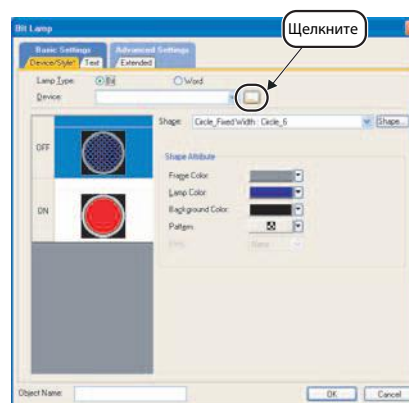 Bit Lamp
Щелкните
Basic Settings Advanced Settings
Device/Style* Text Extended
Lamp Type: Bit Word
Device:
Shape: Circle_Fixed Width : Circle_6 Shape...
OFF
Shape Attribute
Frame Color:
Lamp Color:
ON
Background Color:
Pattern:
None
Object Name:
OK Cancel